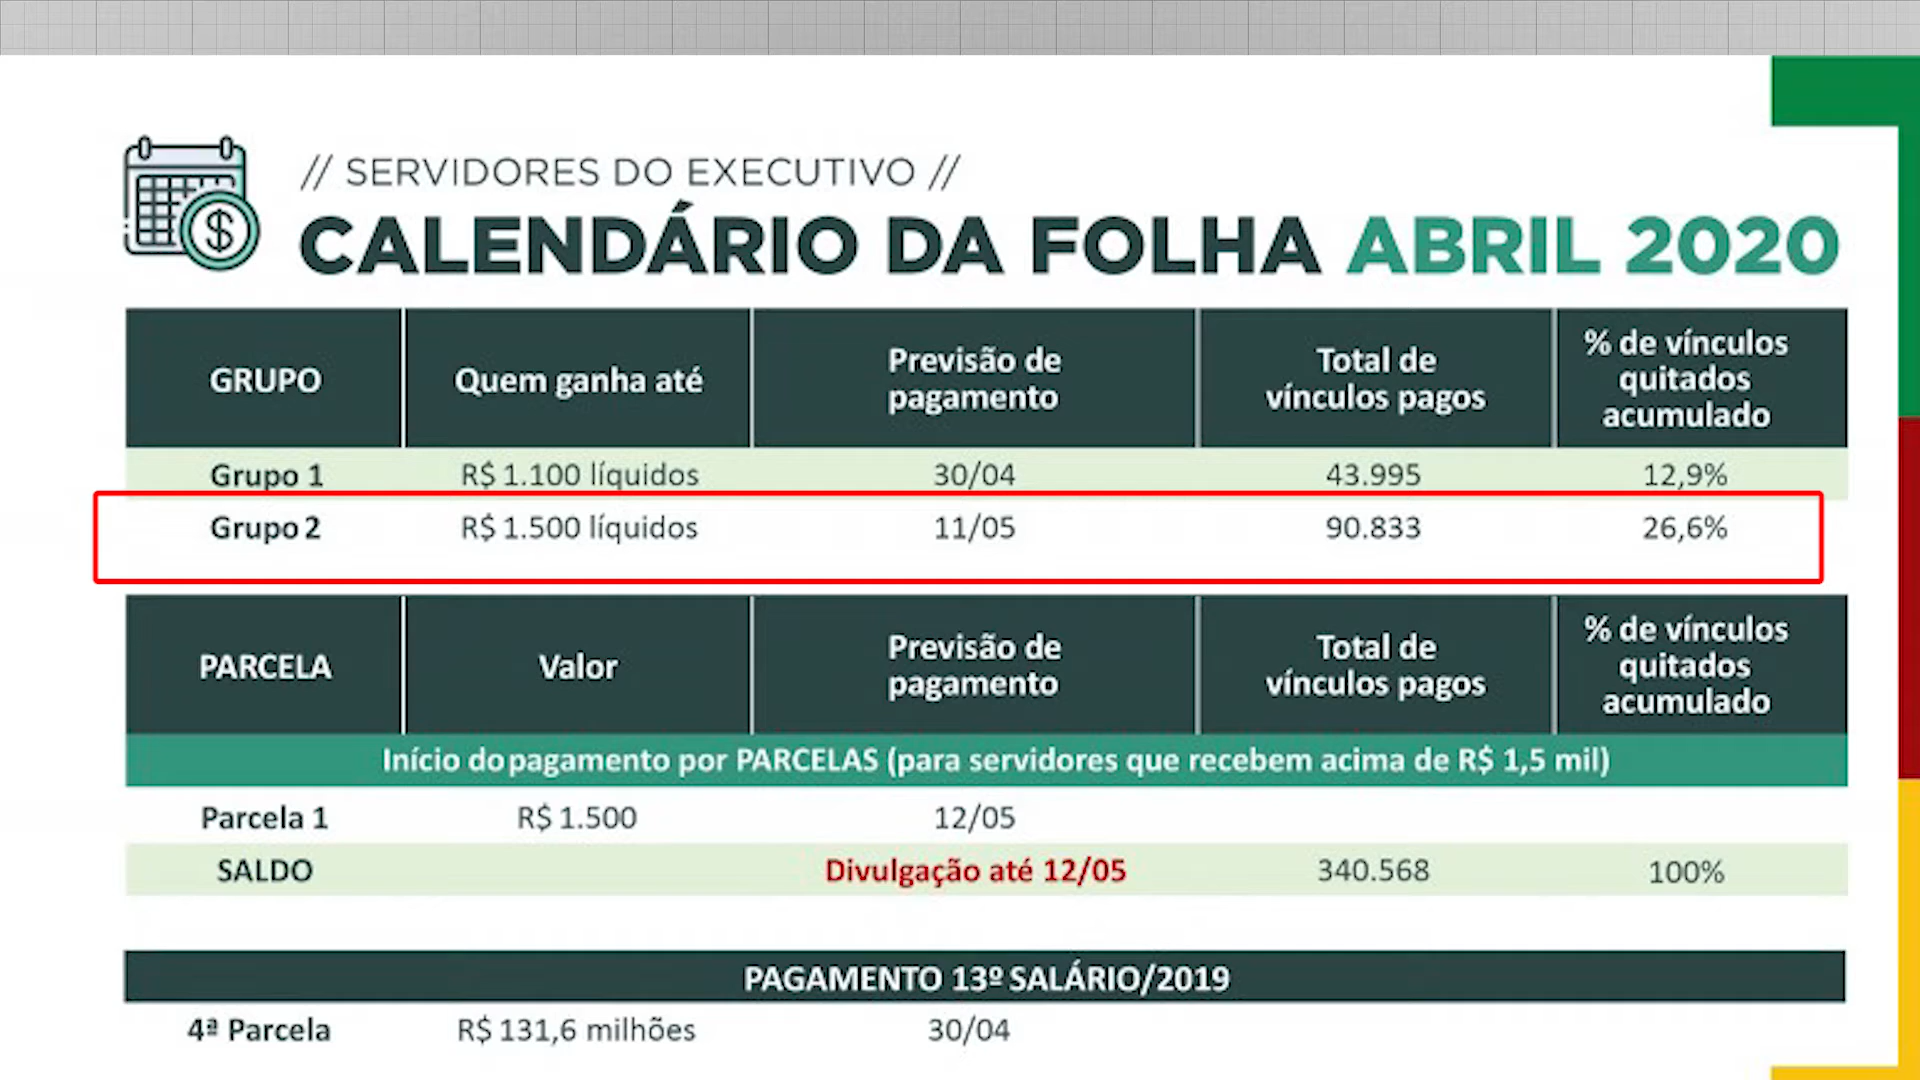 // SERVIDORES DO EXECUTIVO //
CALENDÁRIO DA FOLHA ABRIL 2020
GRUPO Quem ganha até Previsão de pagamento Total de vínculos pagos % de vínculos quitados acumulado
Grupo 1 R$ 1.100 líquidos 30/04 43.995 12,9%
Grupo 2 R$ 1.500 líquidos 11/05 90.833 26,6%
PARCELA Valor Previsão de pagamento Total de vínculos pagos % de vínculos quitados acumulado
Início do pagamento por PARCELAS (para servidores que recebem acima de R$ 1,5 mil)
Parcela 1 R$ 1.500 12/05
SALDO Divulgação até 12/05 340.568 100%
PAGAMENTO 13º SALÁRIO/2019
4ª Parcela R$ 131,6 milhões 30/04